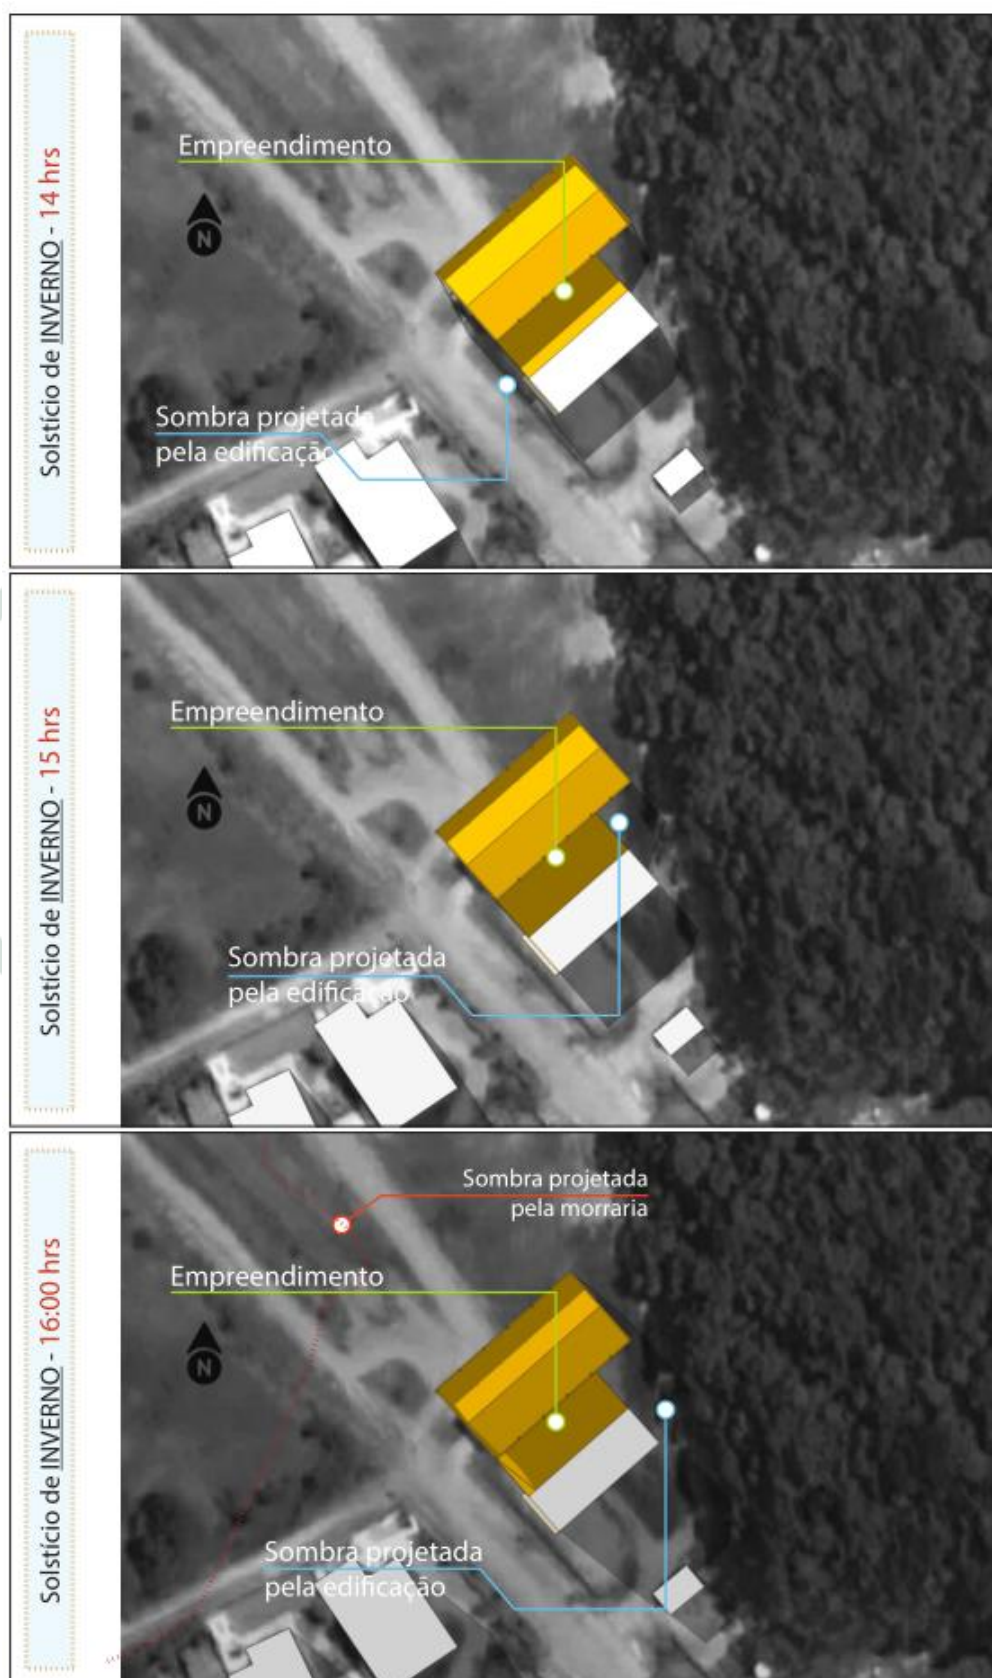 Solstício de INVERNO - 14 hrs
Empreendimento
N
Sombra projetada
pela edificação
Solstício de INVERNO - 15 hrs
Empreendimento
N
Sombra projetada
pela edificação
Solstício de INVERNO - 16:00 hrs
Sombra projetada
pela morraria
Empreendimento
N
Sombra projetada
pela edificação